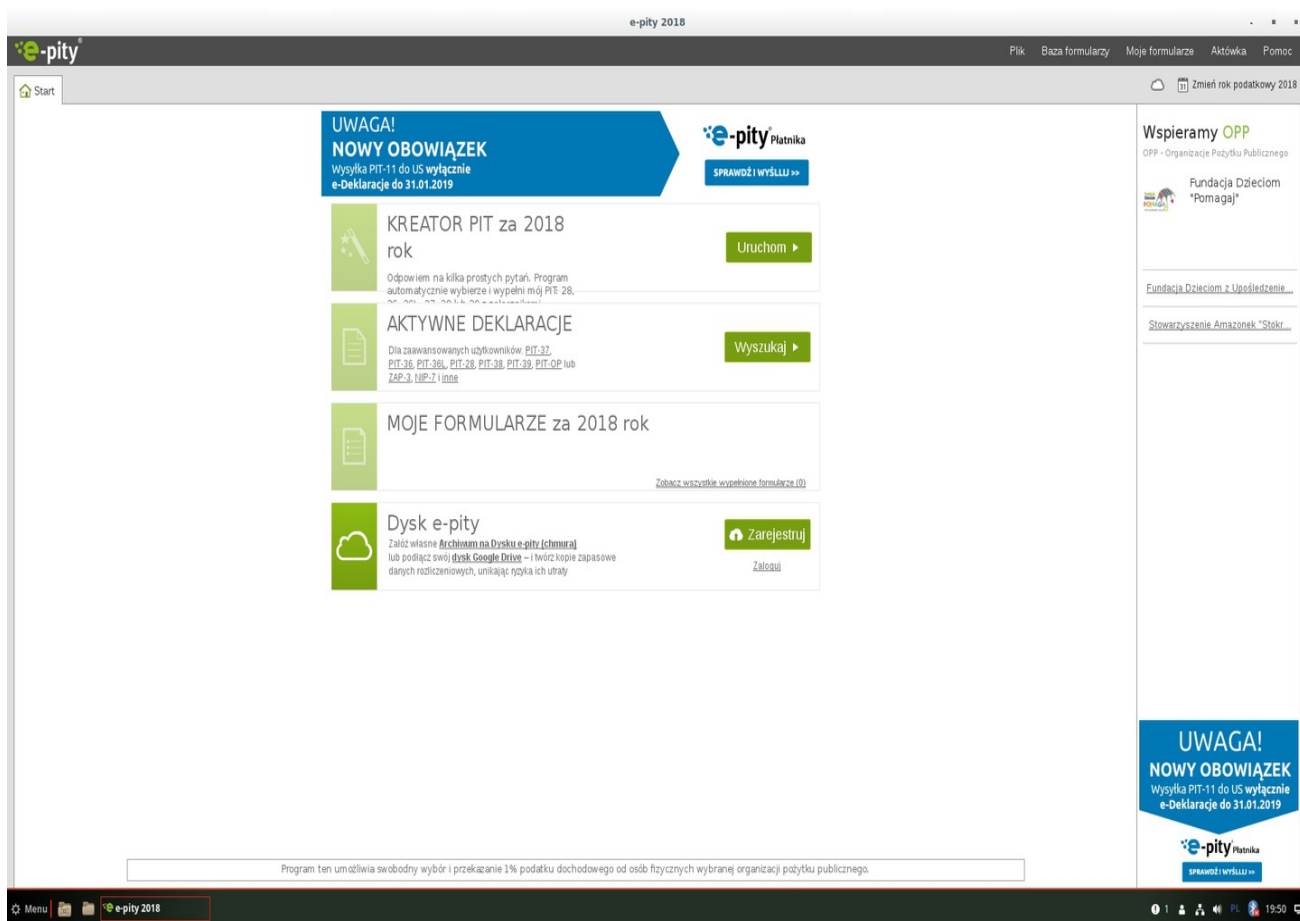 e-pity 2018
e-pity®
Plik Baza formularzy Moje formularze Aktówka Pomoc
Start
31 Zmień rok podatkowy 2018
UWAGA!
NOWY OBOWIĄZEK
Wysyłka PIT-11 do US wyłącznie
e-Deklaracje do 31.01.2019
e-pity Płatnika
SPRAWDŹ I WYŚLIJ >>
KREATOR PIT za 2018
rok
Odpowiem na kilka prostych pytań. Program
automatycznie wybierze i wypełni mój PIT: 28,
Uruchom
AKTYWNE DEKLARACJE
Dla zaawansowanych użytkowników. PIT-37,
PIT-36, PIT-36L, PIT-28, PIT-38, PIT-39, PIT-OP lub
ZAP-3, NIP-7 i inne
Wyszukaj
MOJE FORMULARZE za 2018 rok
Zobacz wszystkie wypełnione formularze (0)
Dysk e-pity
Załóż własne Archiwum na Dysku e-pity [chmura]
lub podłącz swój dysk Google Drive – i twórz kopie zapasowe
danych rozliczeniowych, unikając ryzyka ich utraty
Zarejestruj
Zaloguj
Wspieramy OPP
OPP - Organizacje Pożytku Publicznego
Fundacja Dzieciom
"Pomagaj"
Fundacja Dzieciom z Upośledzenie...
Stowarzyszenie Amazonek "Stokr...
UWAGA!
NOWY OBOWIĄZEK
Wysyłka PIT-11 do US wyłącznie
e-Deklaracje do 31.01.2019
e-pity Płatnika
SPRAWDŹ I WYŚLIJ >>
Program ten umożliwia swobodny wybór i przekazanie 1% podatku dochodowego od osób fizycznych wybranej organizacji pożytku publicznego.
Menu
e-pity 2018
1 PL 19:50